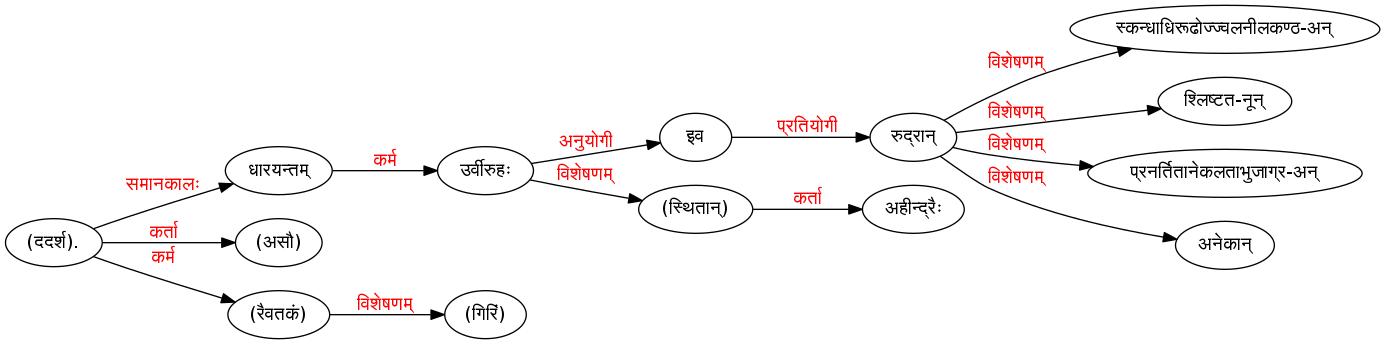 स्कन्धाधिरूढोज्ज्वलनीलकण्ठ-अन्
विशेषणम्
श्लिष्टत-नून्
विशेषणम्
इव
प्रतियोगी
रुद्रान्
विशेषणम्
अनुयोगी
धारयन्तम्
कर्म
उर्वीरुहः
विशेषणम्
प्रनर्तितानेकलताभुजाग्र-अन्
विशेषणम्
समानकालः
(स्थितान्)
कर्ता
अहीन्द्रैः
(ददर्श).
कर्ता
(असौ)
अनेकान्
कर्म
(रैवतकं)
विशेषणम्
(गिरिं)